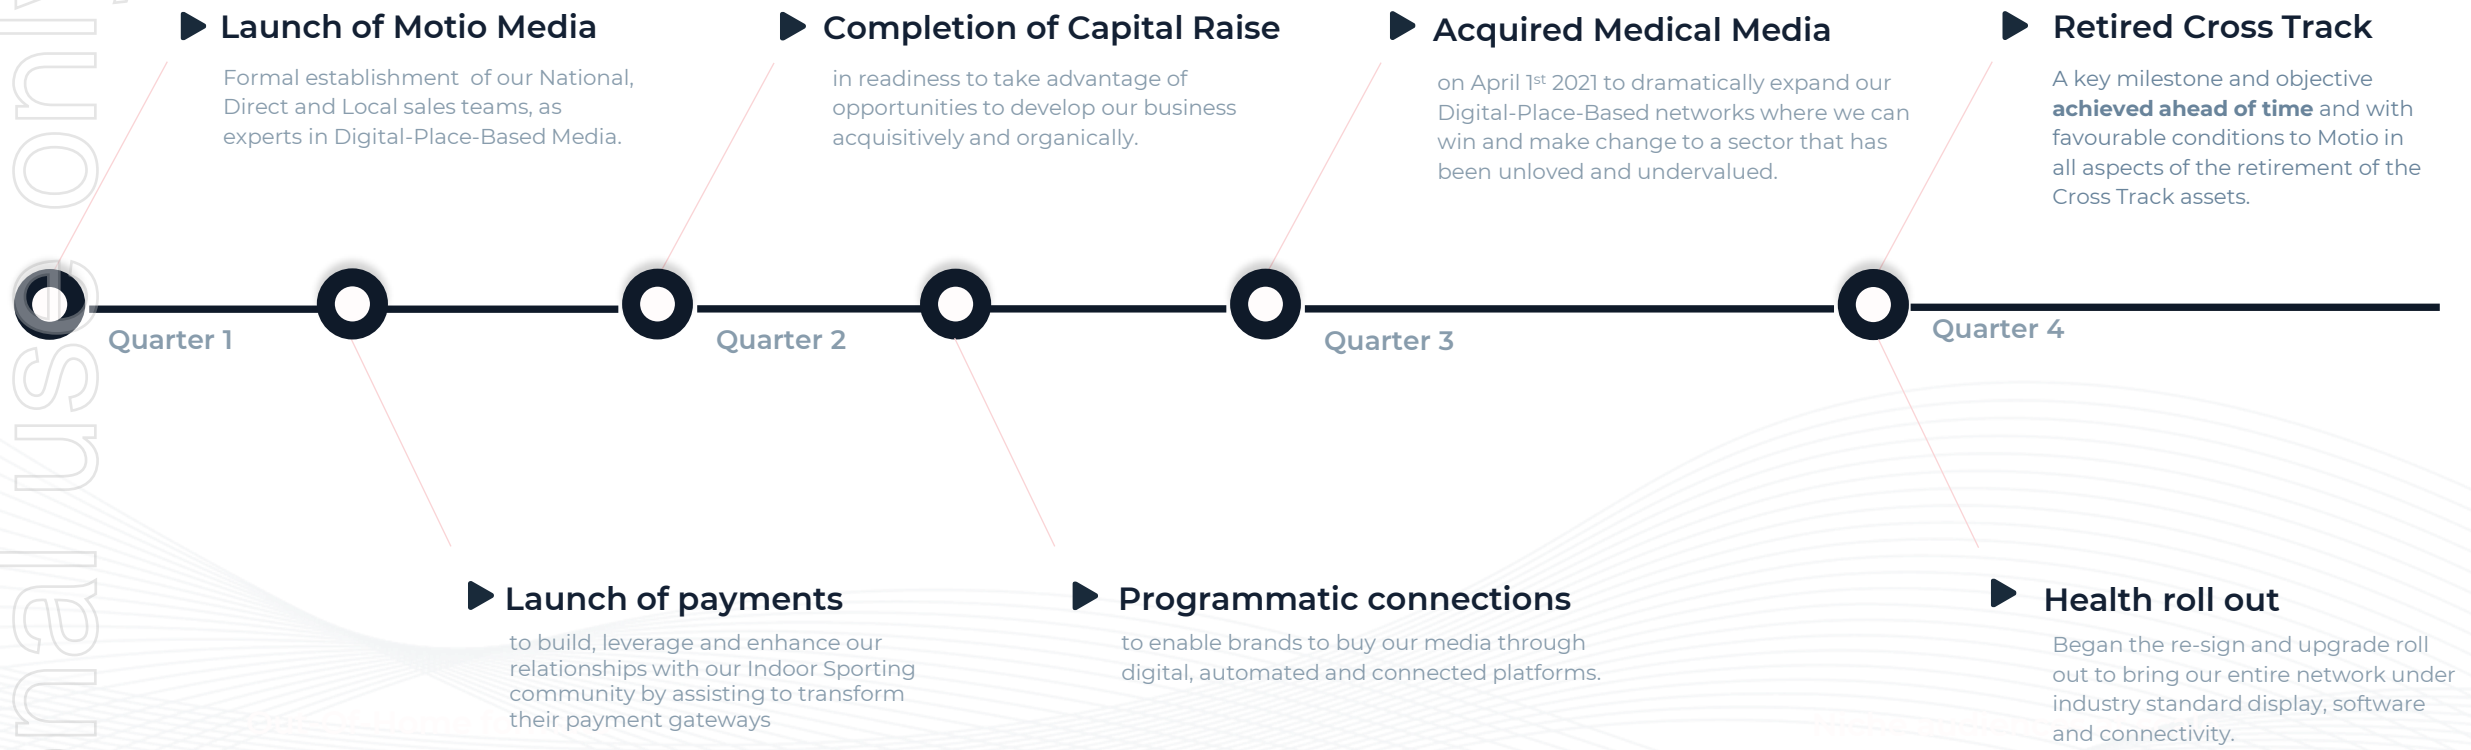 Launch of Motio Media
Formal establishment of our National,
Direct and Local sales teams, as
experts in Digital-Place-Based Media.
Completion of Capital Raise
in readiness to take advantage of
opportunities to develop our business
acquisitively and organically.
Acquired Medical Media
on April 1st 2021 to dramatically expand our
Digital-Place-Based networks where we can
win and make change to a sector that has
been unloved and undervalued.
Retired Cross Track
A key milestone and objective
achieved ahead of time and with
favourable conditions to Motio in
all aspects of the retirement of the
Cross Track assets.
Quarter 1
Quarter 2
Quarter 3
Quarter 4
Launch of payments
to build, leverage and enhance our
relationships with our Indoor Sporting
community by assisting to transform
their payment gateways
Programmatic connections
to enable brands to buy our media through
digital, automated and connected platforms.
Health roll out
Began the re-sign and upgrade roll
out to bring our entire network under
industry standard display, software
and connectivity.
use